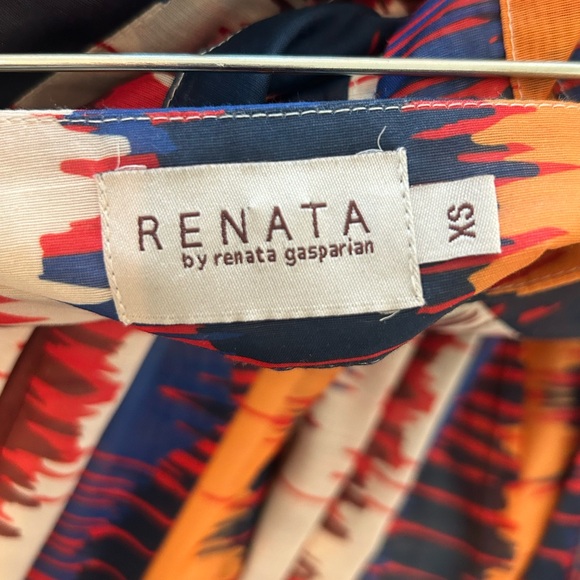 RENATA
by renata gasparian
XS